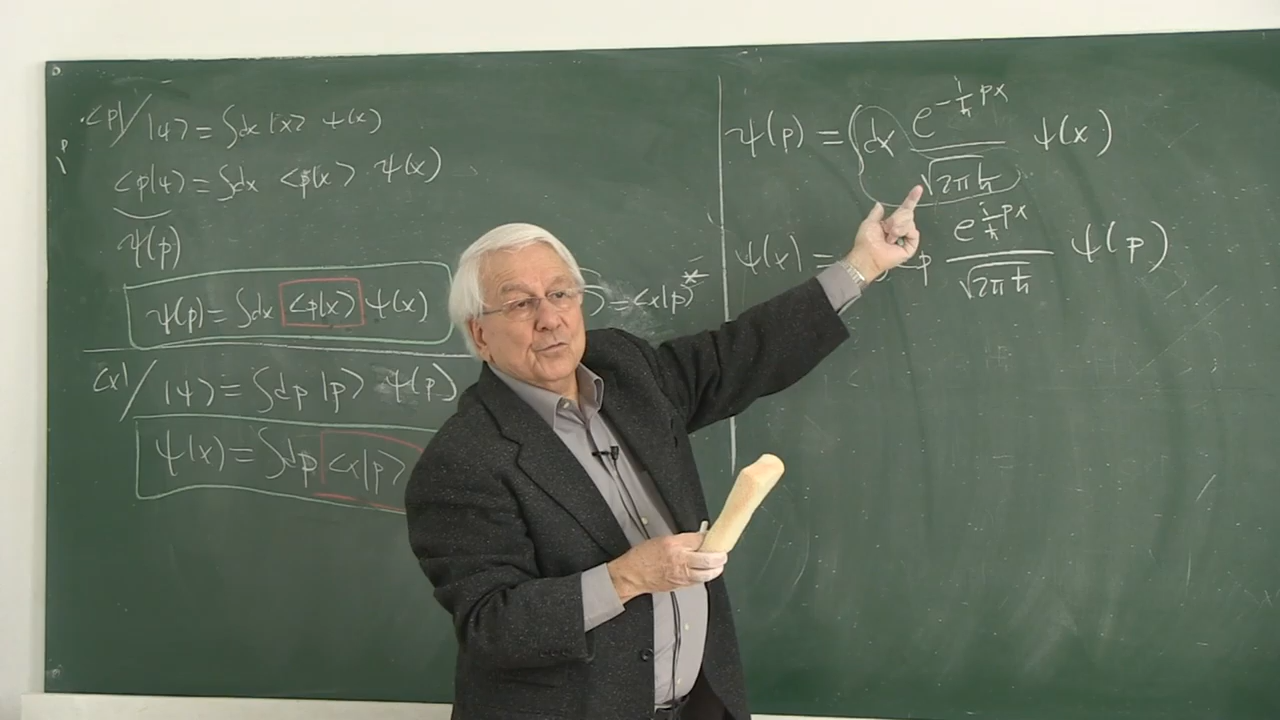 <p|/ |ψ> = ∫dx |x> ψ(x)
<p|ψ> = ∫dx <p|x> ψ(x)
ψ(p)
ψ(p) = ∫dx <p|x> ψ(x)
> = <x|p>*
<x|/ |ψ> = ∫dp |p> ψ(p)
ψ(x) = ∫dp <x|p>
ψ(p) = ∫dx e^{-i/ħ px} / √2πħ ψ(x)
ψ(x) = p e^{i/ħ px} / √2πħ ψ(p)